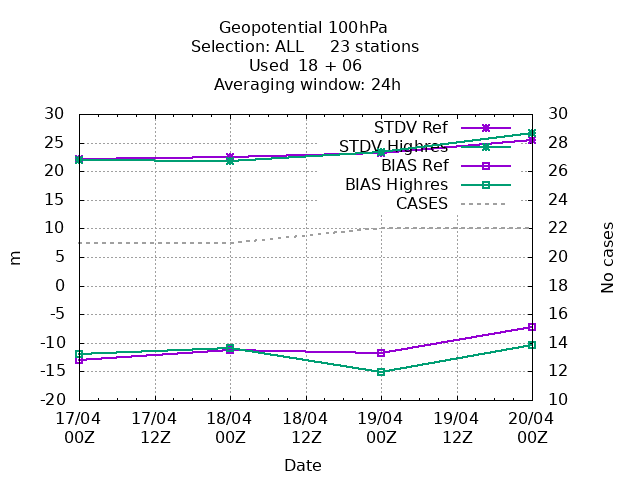 Geopotential 100hPa
Selection: ALL     23 stations
Used  18 + 06
Averaging window: 24h
30 30
25 28
20 26
15 24
10 22
5 20
0 18
-5 16
-10 14
-15 12
-20 10
STDV Ref
STDV Highres
BIAS Ref
BIAS Highres
CASES
m
No cases
17/04 17/04 18/04 18/04 19/04 19/04 20/04
00Z 12Z 00Z 12Z 00Z 12Z 00Z
Date